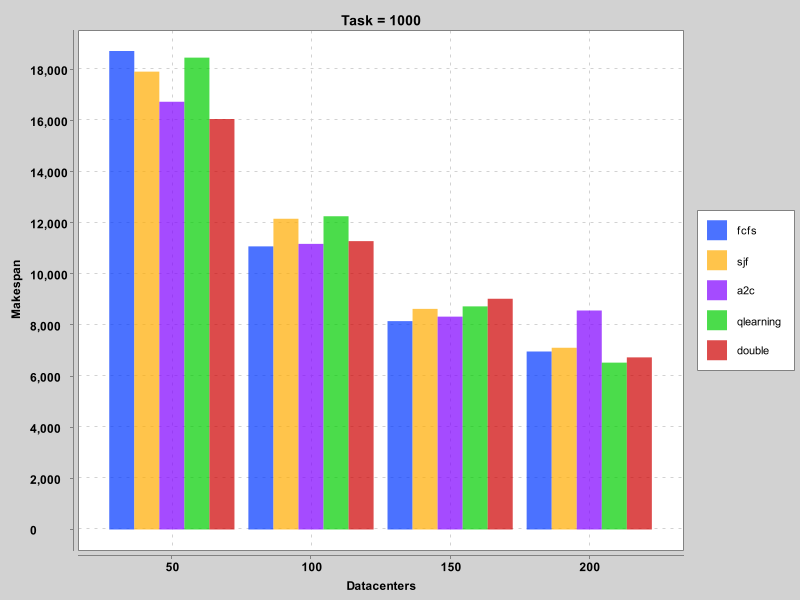 Task = 1000
Makespan
18,000
16,000
14,000
12,000
10,000
8,000
6,000
4,000
2,000
0
50 100 150 200
Datacenters
fcfs
sjf
a2c
qlearning
double